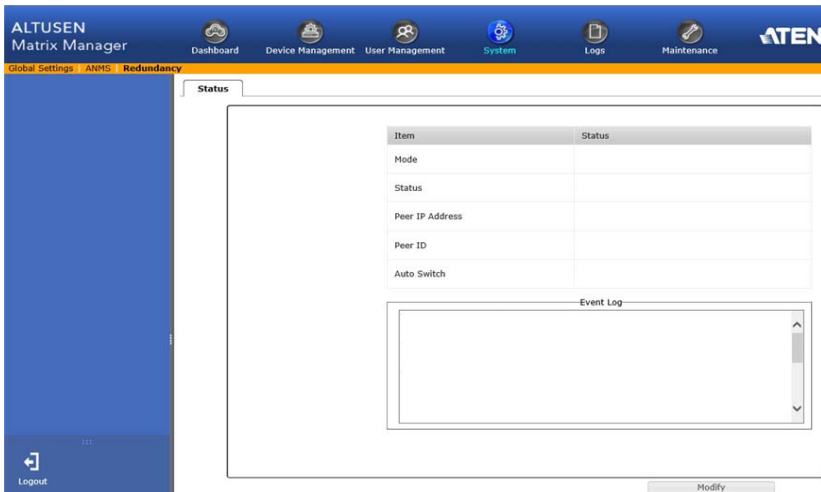 ALTUSEN
Matrix Manager
Dashboard
Device Management
User Management
System
Logs
Maintenance
ATEN
Global Settings | ANMS | Redundancy
Status
Item Status
Mode
Status
Peer IP Address
Peer ID
Auto Switch
Event Log
Logout
Modify